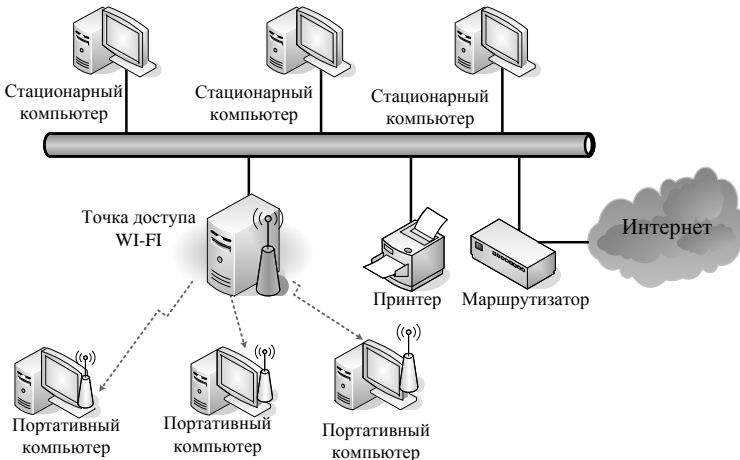 Стационарный
компьютер
Стационарный
компьютер
Стационарный
компьютер
Точка доступа
WI-FI
Принтер
Маршрутизатор
Интернет
Портативный
компьютер
Портативный
компьютер
Портативный
компьютер